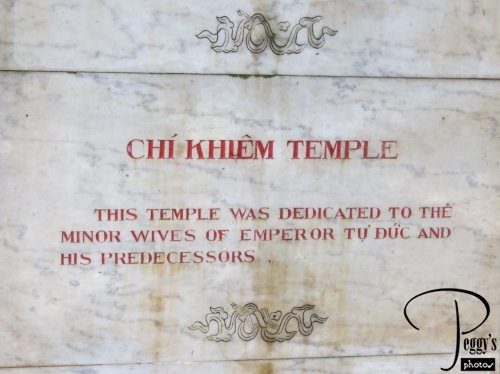 CHÍ KHIÊM TEMPLE
THIS TEMPLE WAS DEDICATED TO THÊ
MINOR WIVES OF EMPEROR TỰ ĐỨC AND
HIS PREDECESSORS .
Peggy's
photos